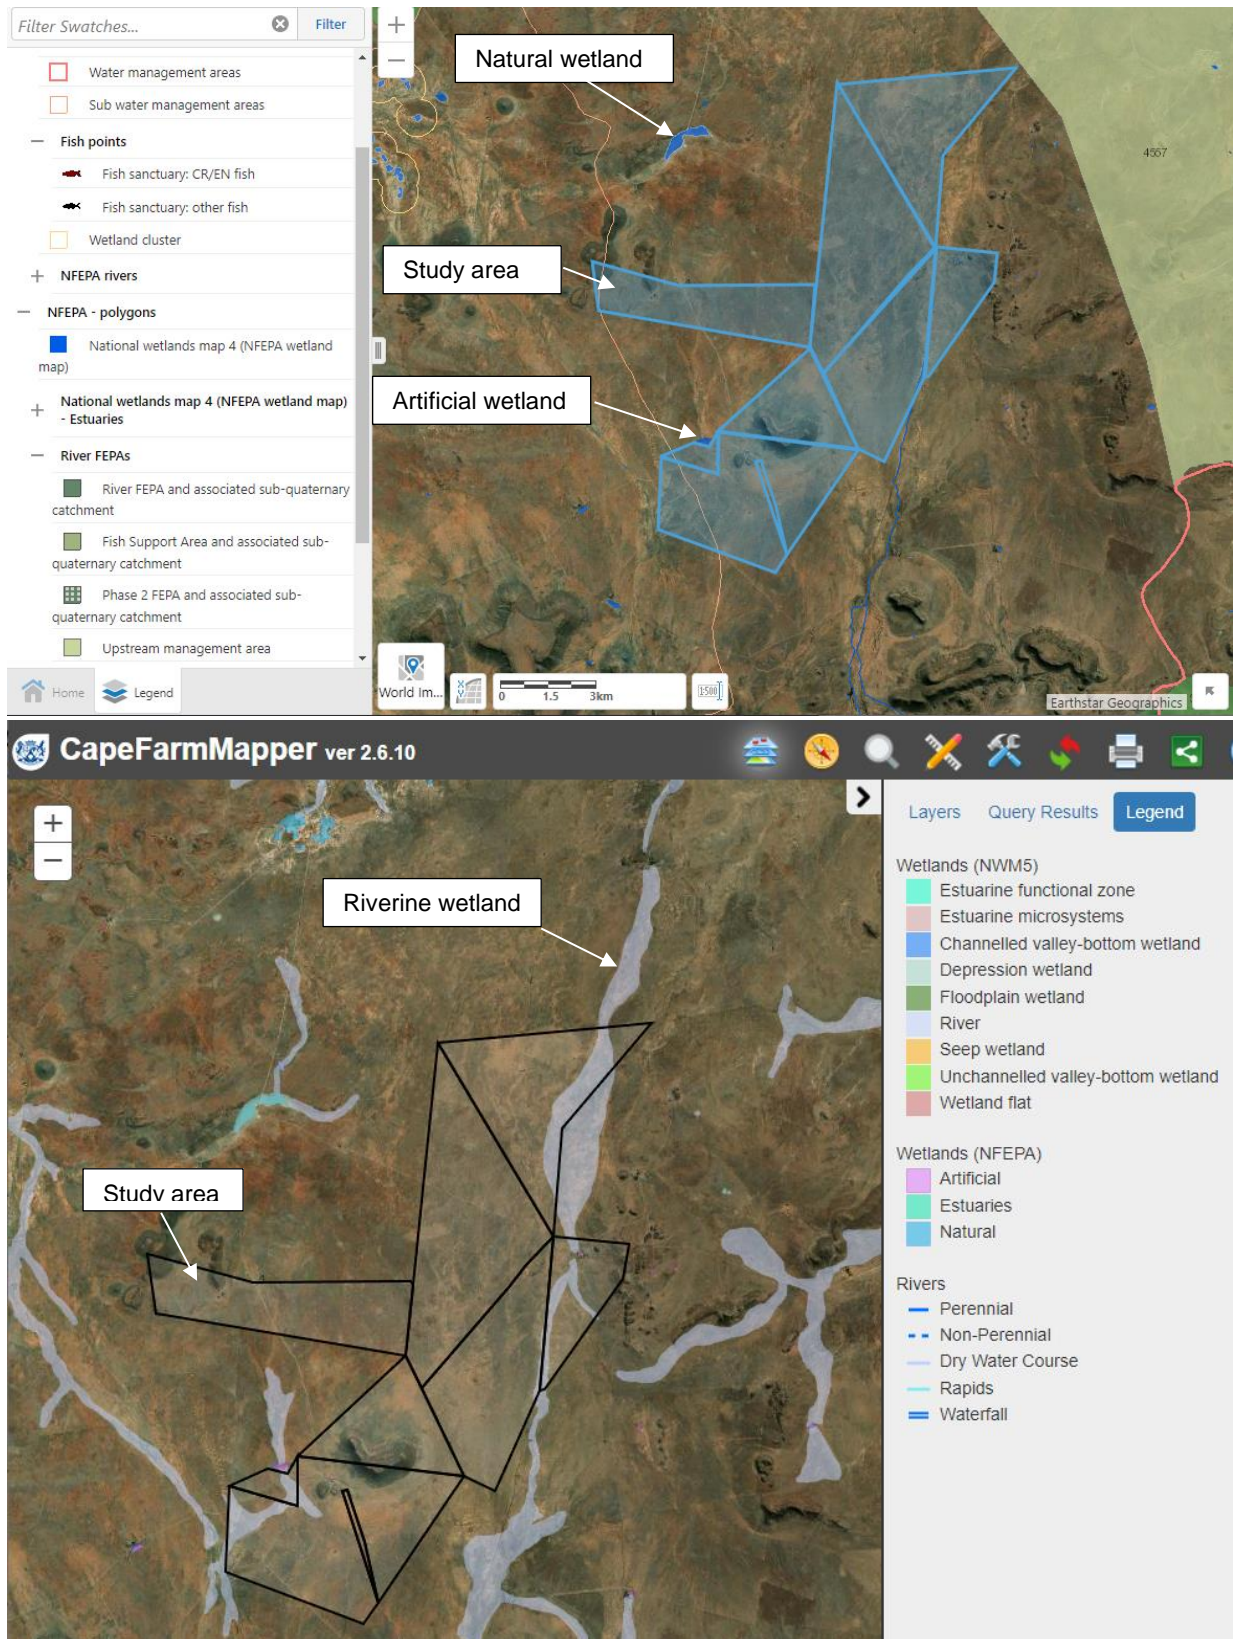 Filter Swatches...
Filter
Water management areas
Sub water management areas
Fish points
Fish sanctuary: CR/EN fish
Fish sanctuary: other fish
Wetland cluster
NFEPA rivers
NFEPA - polygons
National wetlands map 4 (NFEPA wetland
map)
National wetlands map 4 (NFEPA wetland map)
- Estuaries
River FEPAs
River FEPA and associated sub-quaternary
catchment
Fish Support Area and associated sub-
quaternary catchment
Phase 2 FEPA and associated sub-
quaternary catchment
Upstream management area
Home
Legend
Natural wetland
4557
Study area
Artificial wetland
World Im...
0 1.5 3km
Earthstar Geographics
CapeFarmMapper ver 2.6.10
Riverine wetland
Study area
Layers
Query Results
Legend
Wetlands (NWM5)
Estuarine functional zone
Estuarine microsystems
Channelled valley-bottom wetland
Depression wetland
Floodplain wetland
River
Seep wetland
Unchannelled valley-bottom wetland
Wetland flat
Wetlands (NFEPA)
Artificial
Estuaries
Natural
Rivers
Perennial
Non-Perennial
Dry Water Course
Rapids
Waterfall